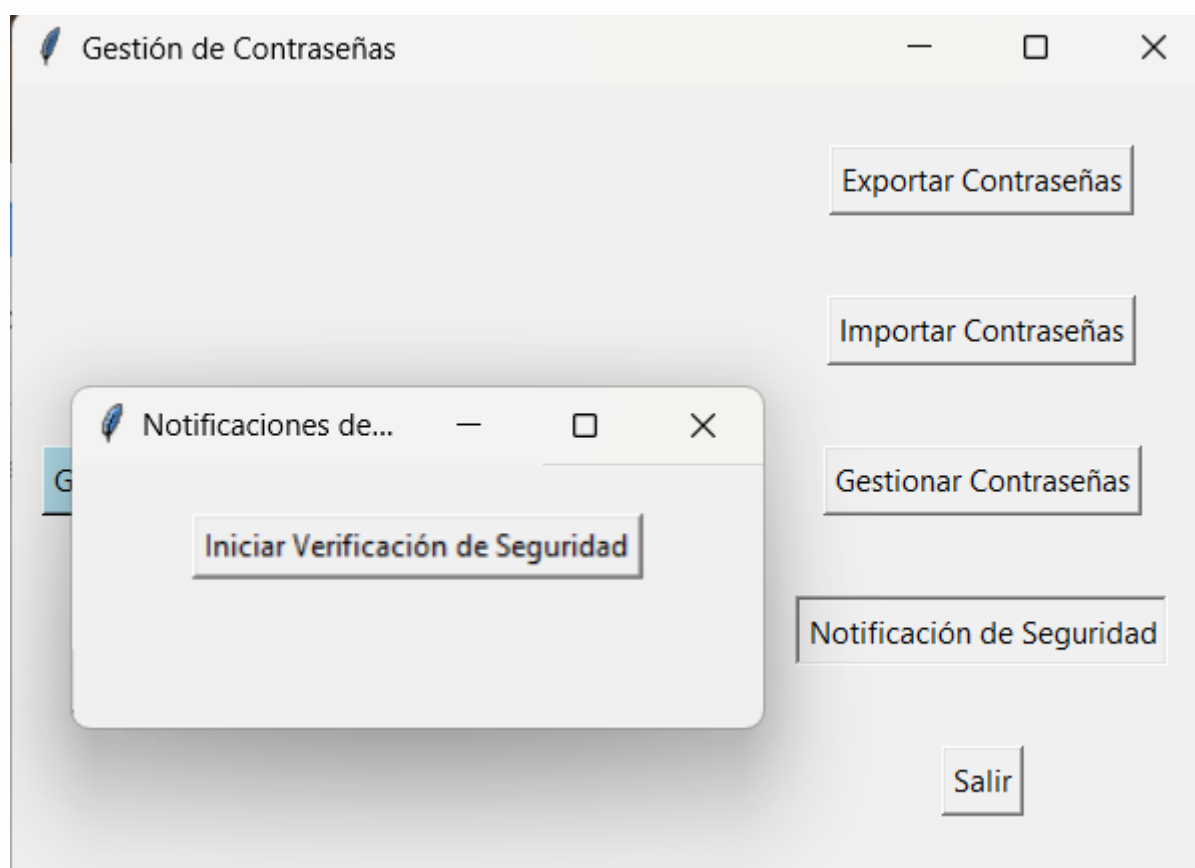 Gestión de Contraseñas
Exportar Contraseñas
Importar Contraseñas
Notificaciones de...
G
Gestionar Contraseñas
Iniciar Verificación de Seguridad
Notificación de Seguridad
Salir